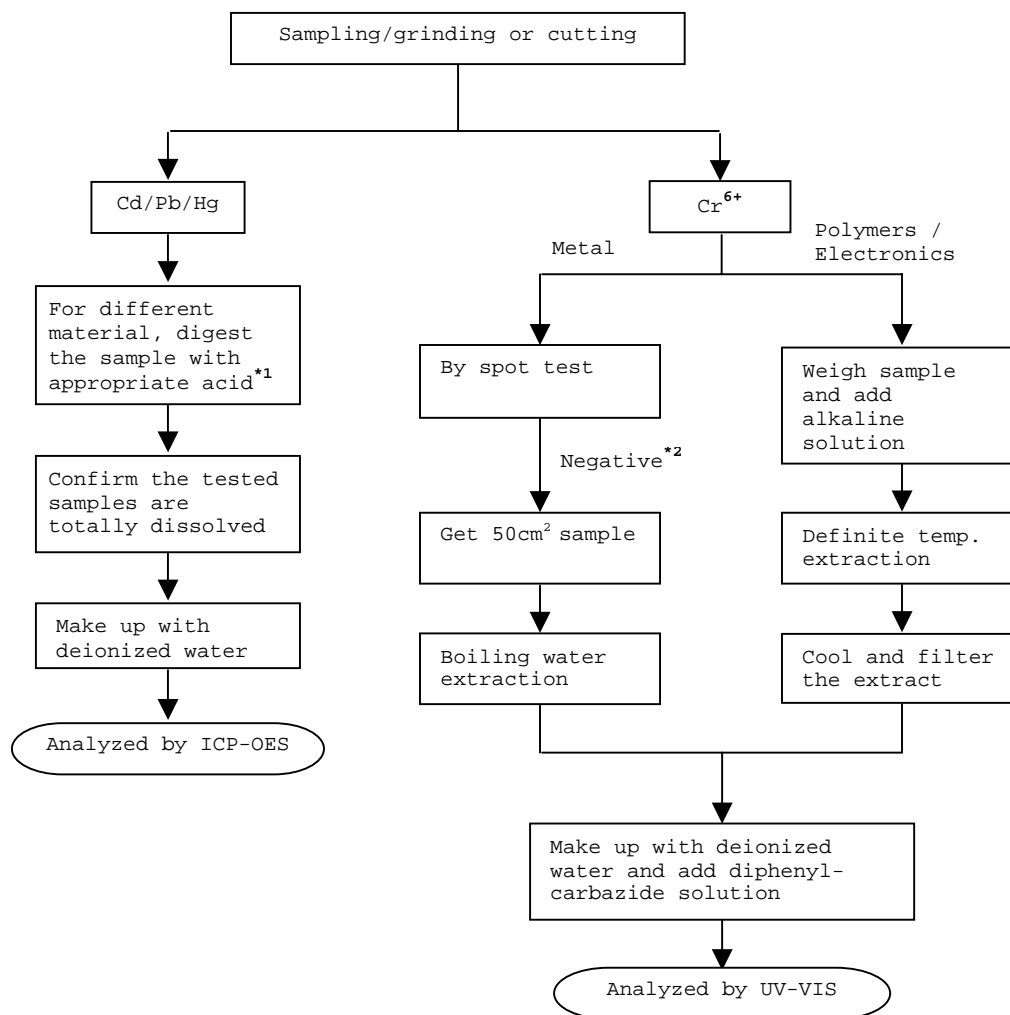 Sampling/grinding or cutting
Cd/Pb/Hg
For different
material, digest
the sample with
appropriate acid*1
Confirm the tested
samples are
totally dissolved
Make up with
deionized water
Analyzed by ICP-OES
Cr6+
Metal
Polymers /
Electronics
By spot test
Negative*2
Get 50cm2 sample
Boiling water
extraction
Weigh sample
and add
alkaline
solution
Definite temp.
extraction
Cool and filter
the extract
Make up with deionized
water and add diphenyl-
carbazide solution
Analyzed by UV-VIS